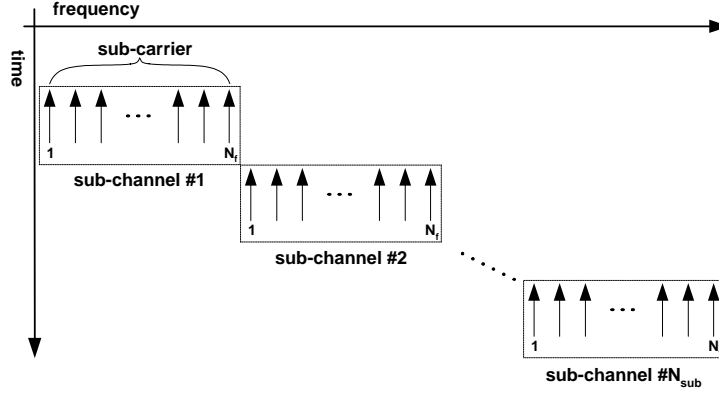 frequency
time
sub-carrier
...
1 N_f
sub-channel #1
...
1 N_f
sub-channel #2
......
...
1 N
sub-channel #N_sub